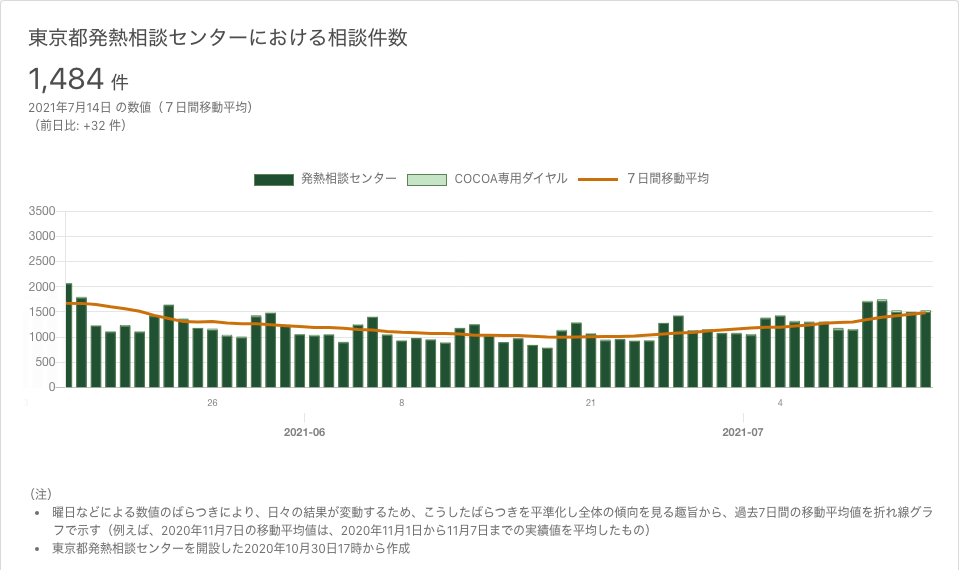 東京都発熱相談センターにおける相談件数
1,484 件
2021年7月14日 の数値（７日間移動平均）
（前日比: +32 件）
発熱相談センター COCOA専用ダイヤル ７日間移動平均
3500
3000
2500
2000
1500
1000
500
0
26 8 21 4
2021-06 2021-07
（注）
• 曜日などによる数値のばらつきにより、日々の結果が変動するため、こうしたばらつきを平準化し全体の傾向を見る趣旨から、過去7日間の移動平均値を折れ線グラ
フで示す（例えば、2020年11月7日の移動平均値は、2020年11月1日から11月7日までの実績値を平均したもの）
• 東京都発熱相談センターを開設した2020年10月30日17時から作成